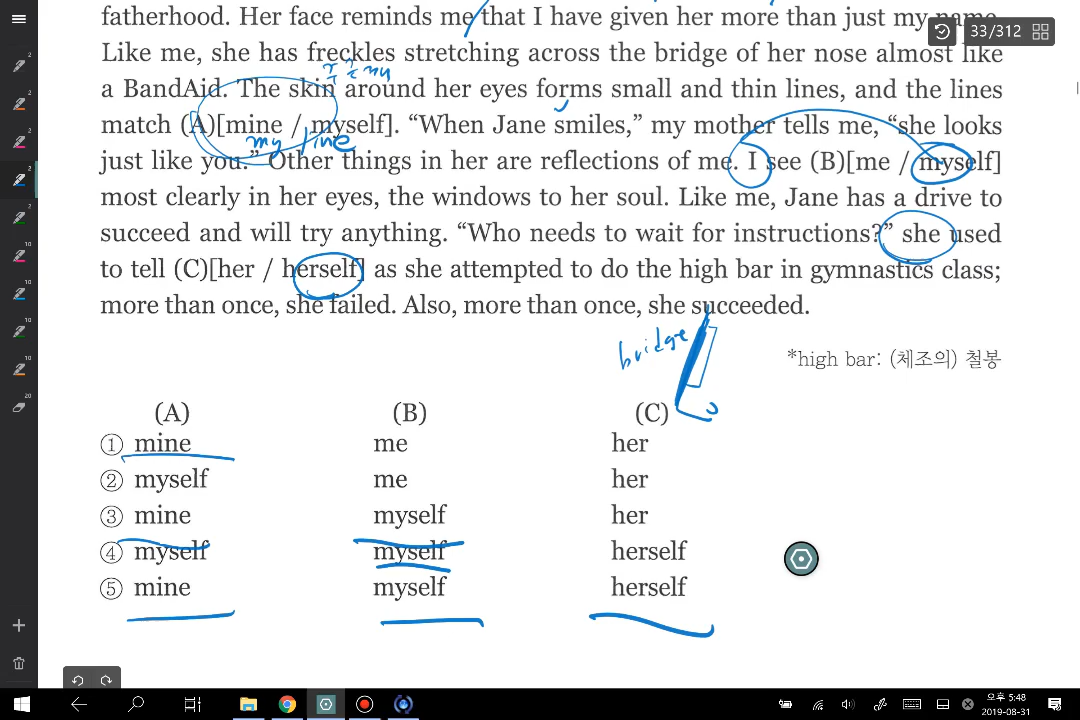 fatherhood. Her face reminds me that I have given her more than just my name.
33/312
Like me, she has freckles stretching across the bridge of her nose almost like
a BandAid. The skin around her eyes forms small and thin lines, and the lines
match (A)[mine / myself]. “When Jane smiles,” my mother tells me, “she looks
my line
just like you.” Other things in her are reflections of me. I see (B)[me / myself]
most clearly in her eyes, the windows to her soul. Like me, Jane has a drive to
succeed and will try anything. “Who needs to wait for instructions?” she used
to tell (C)[her / herself] as she attempted to do the high bar in gymnastics class;
more than once, she failed. Also, more than once, she succeeded.
bridge
*high bar: (체조의) 철봉
(A) (B) (C)
① mine me her
② myself me her
③ mine myself her
④ myself myself herself
⑤ mine myself herself
오후 5:48
2019-08-31